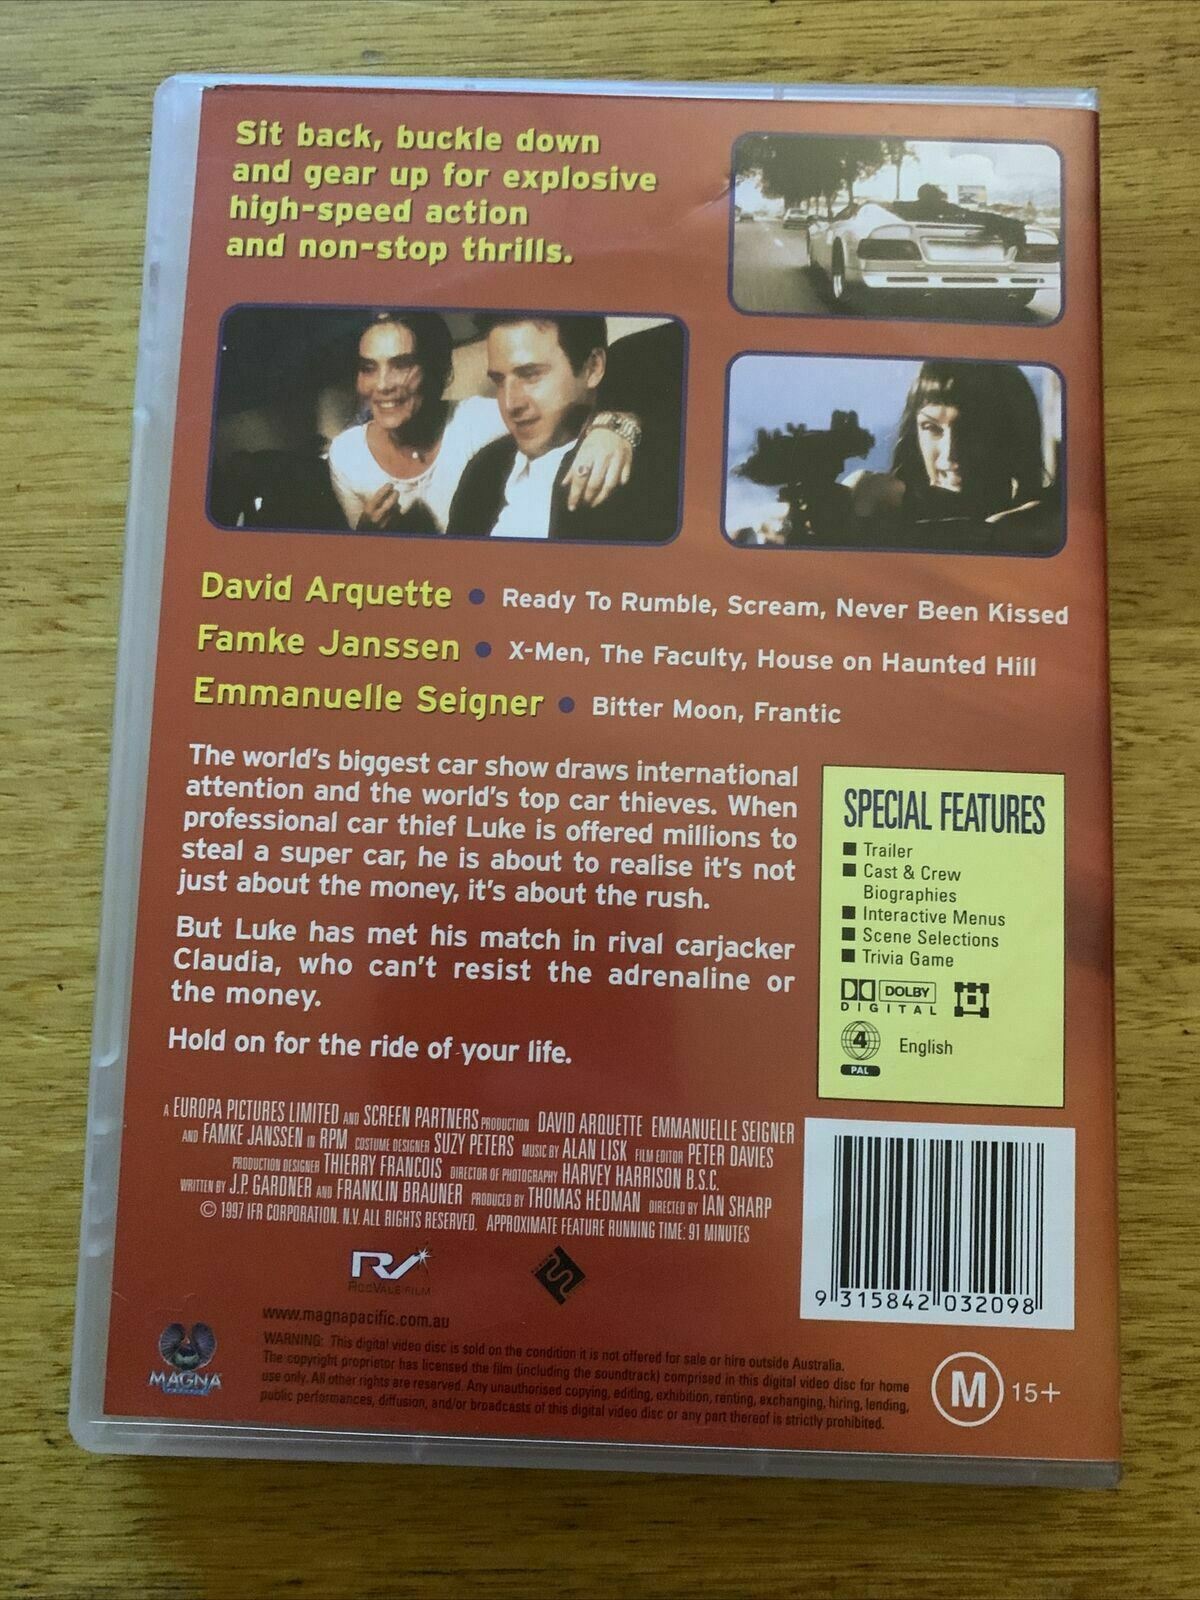 Sit back, buckle down
and gear up for explosive
high-speed action
and non-stop thrills.
David Arquette • Ready To Rumble, Scream, Never Been Kissed
Famke Janssen • X-Men, The Faculty, House on Haunted Hill
Emmanuelle Seigner • Bitter Moon, Frantic
The world's biggest car show draws international
attention and the world's top car thieves. When
professional car thief Luke is offered millions to
steal a super car, he is about to realise it's not
just about the money, it's about the rush.
But Luke has met his match in rival carjacker
Claudia, who can't resist the adrenaline or
the money.
Hold on for the ride of your life.
SPECIAL FEATURES
■ Trailer
■ Cast & Crew
Biographies
■ Interactive Menus
■ Scene Selections
■ Trivia Game
DOLBY
DIGITAL
4
English
PAL
A EUROPA PICTURES LIMITED AND SCREEN PARTNERS PRODUCTION DAVID ARQUETTE EMMANUELLE SEIGNER
AND FAMKE JANSSEN IN RPM COSTUME DESIGNER SUZY PETERS MUSIC BY ALAN LISK FILM EDITOR PETER DAVIES
PRODUCTION DESIGNER THIERRY FRANCOIS DIRECTOR OF PHOTOGRAPHY HARVEY HARRISON B.S.C.
WRITTEN BY J.P. GARDNER AND FRANKLIN BRAUNER PRODUCED BY THOMAS HEDMAN DIRECTED BY IAN SHARP
© 1997 IFR CORPORATION. N.V. ALL RIGHTS RESERVED. APPROXIMATE FEATURE RUNNING TIME: 91 MINUTES
9 315842 032098
RV
ROCVALE FILM
www.magnapacific.com.au
MAGNA
PACIFIC
WARNING: This digital video disc is sold on the condition it is not offered for sale or hire outside Australia.
The copyright proprietor has licensed the film (including the soundtrack) comprised in this digital video disc for home
use only. All other rights are reserved. Any unauthorised copying, editing, exhibition, renting, exchanging, hiring, lending,
public performances, diffusion, and/or broadcasts of this digital video disc or any part thereof is strictly prohibited.
M 15+